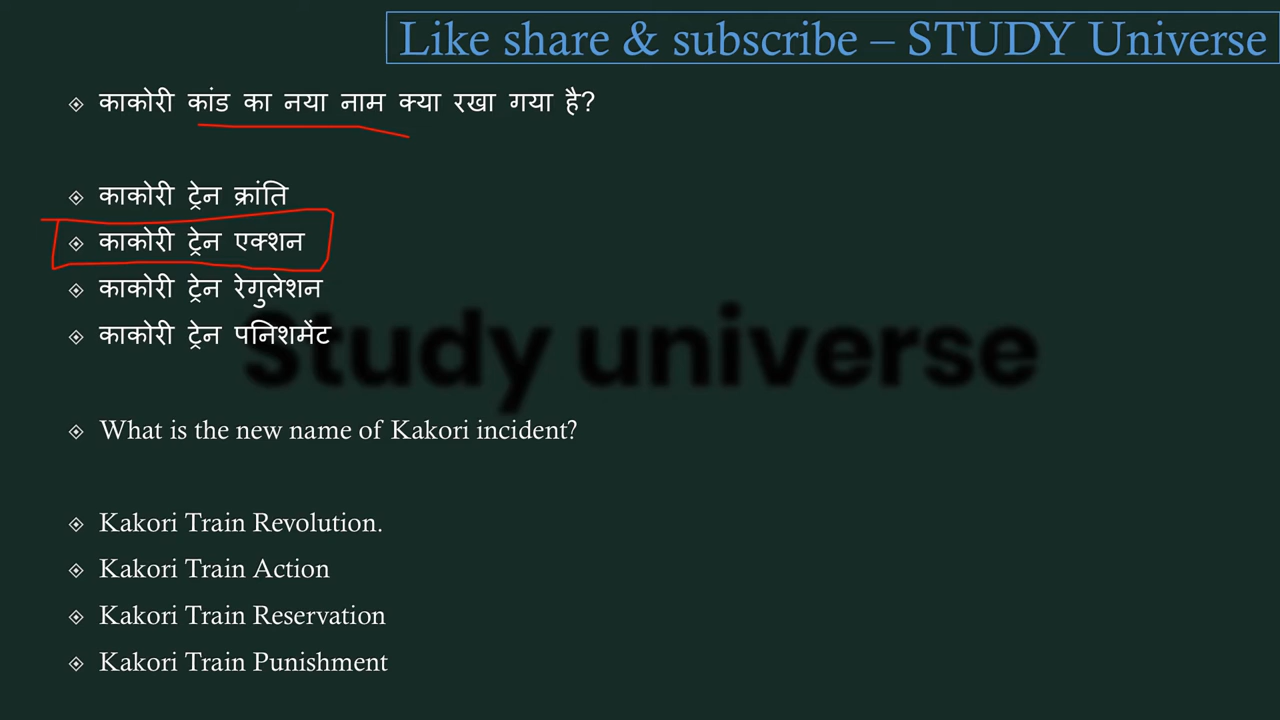 Like share & subscribe – STUDY Universe
काकोरी कांड का नया नाम क्या रखा गया है?
काकोरी ट्रेन क्रांति
काकोरी ट्रेन एक्शन
काकोरी ट्रेन रेगुलेशन
काकोरी ट्रेन पनिशमेंट
Study universe
What is the new name of Kakori incident?
Kakori Train Revolution.
Kakori Train Action
Kakori Train Reservation
Kakori Train Punishment